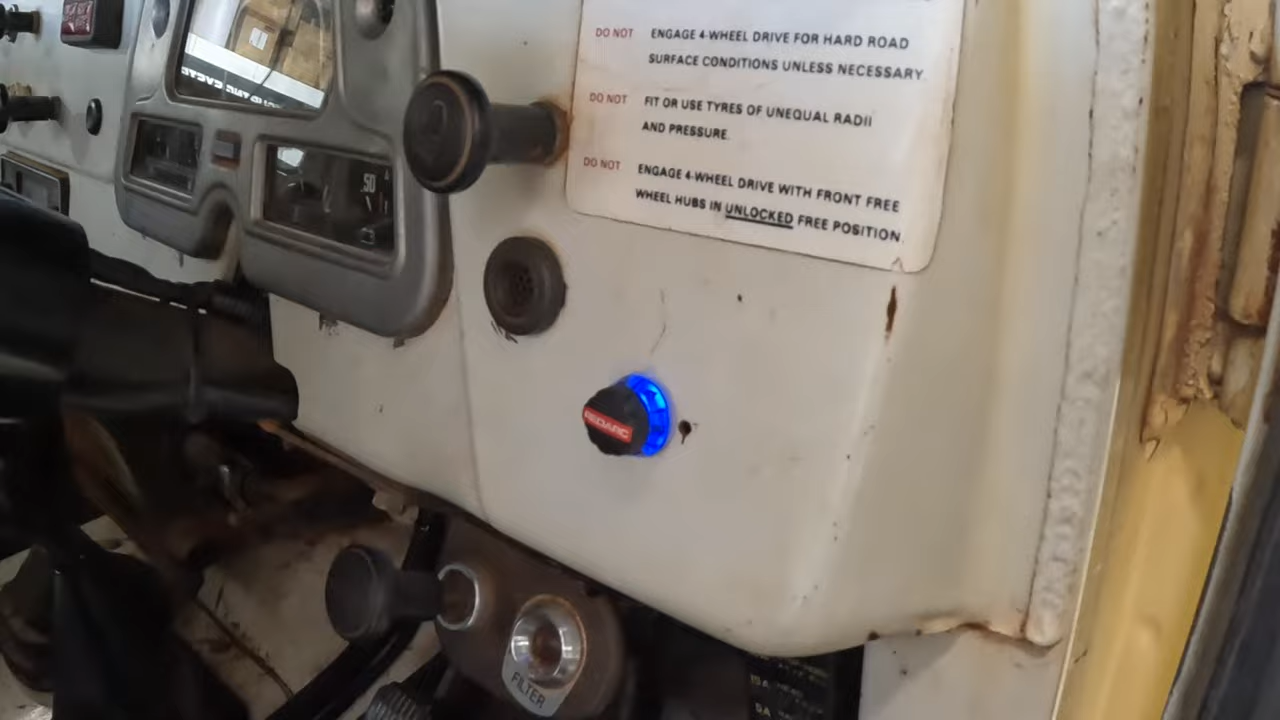 DO NOT ENGAGE 4-WHEEL DRIVE FOR HARD ROAD
SURFACE CONDITIONS UNLESS NECESSARY.
DO NOT FIT OR USE TYRES OF UNEQUAL RADII
AND PRESSURE.
DO NOT ENGAGE 4-WHEEL DRIVE WITH FRONT FREE
WHEEL HUBS IN UNLOCKED FREE POSITION.
50
REDARC
FILTER